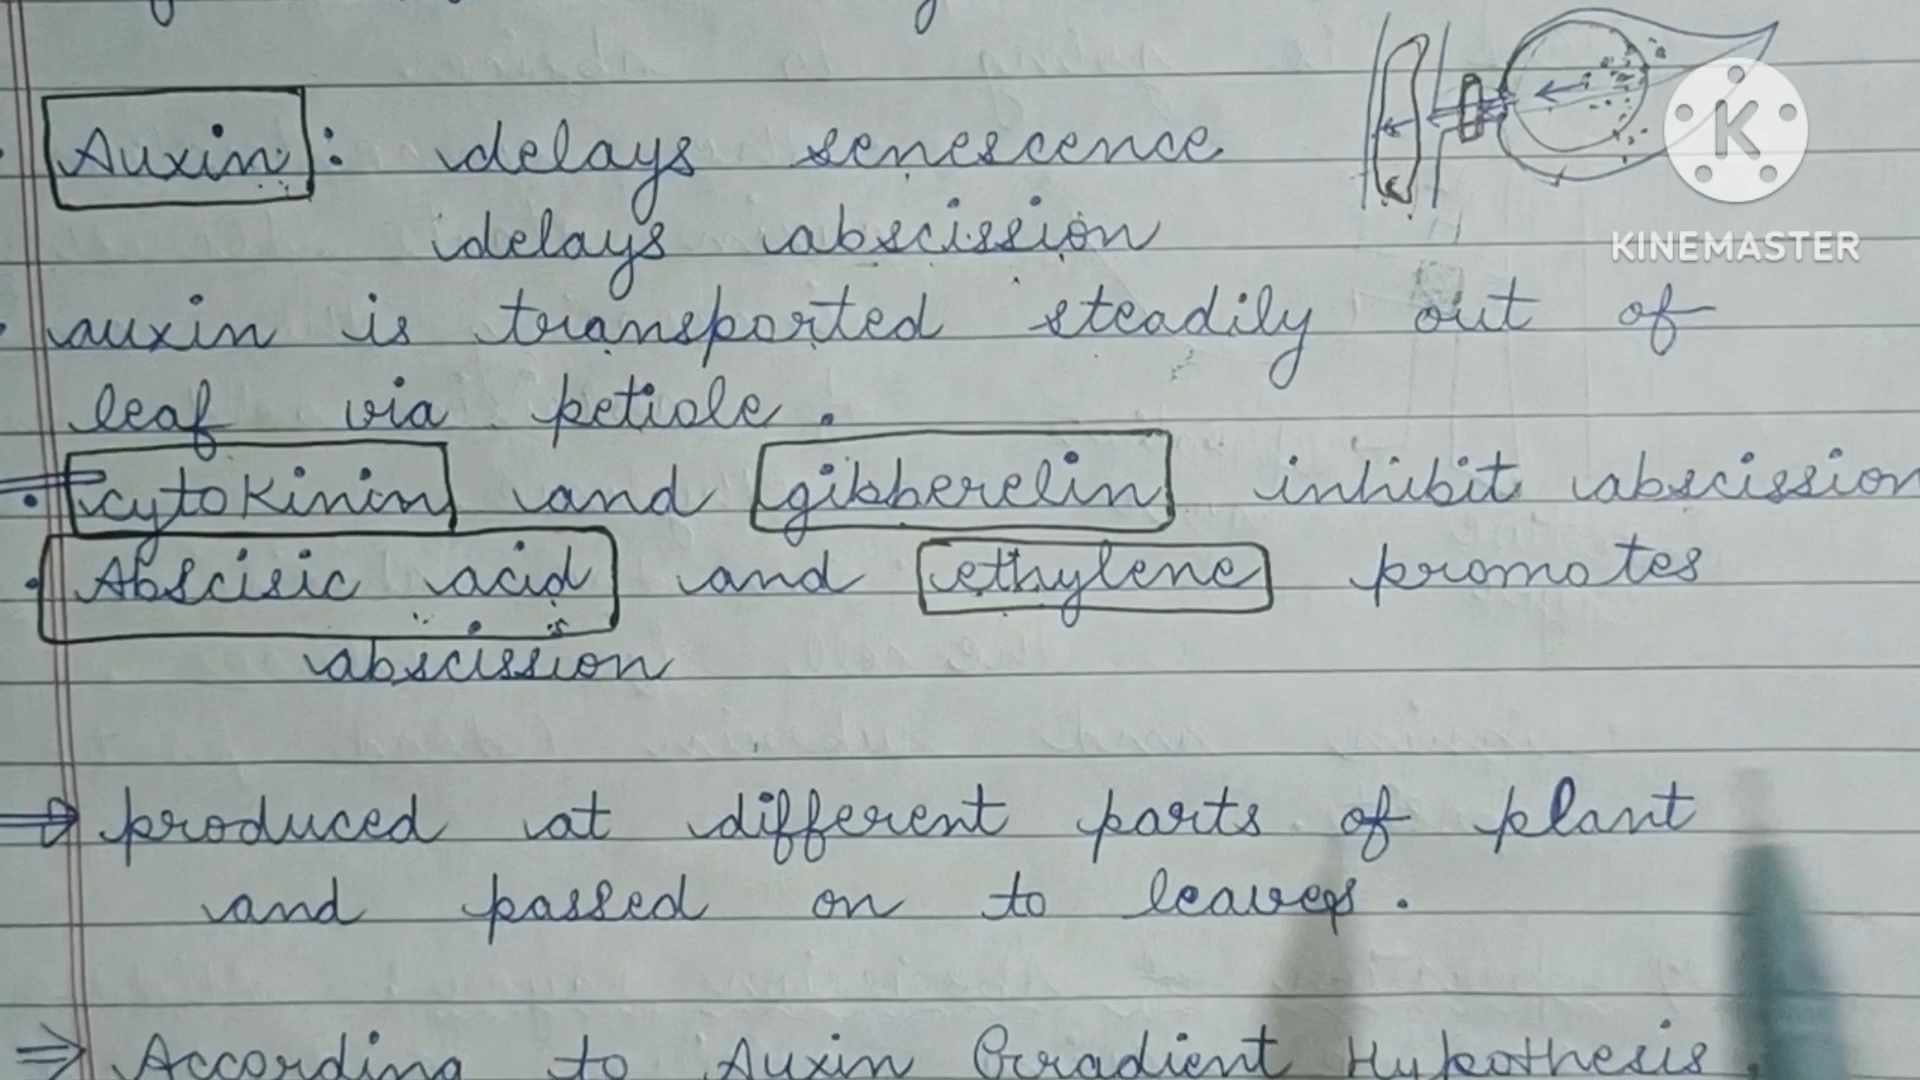 Auxin : delays senescence
delays abscission
auxin is transported steadily out of
leaf via petiole .
• cytokinin and gibberelin inhibit abscission
• Abscisic acid and ethylene promotes
abscission
⇒ produced at different parts of plant
and passed on to leaves .
⇒ According to Auxin Gradient Hypothesis,
K
KINEMASTER